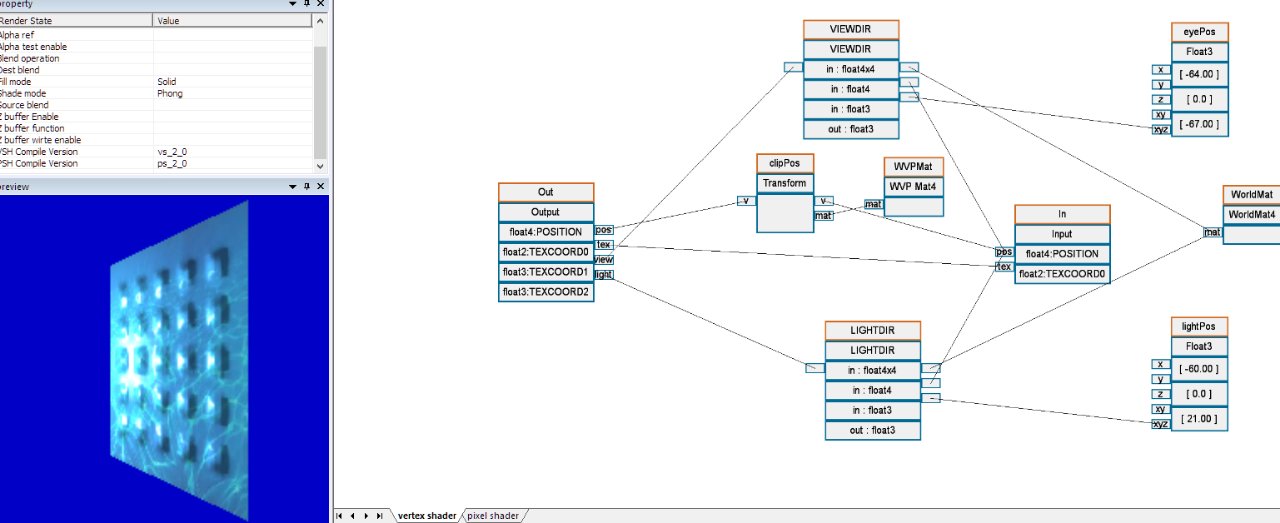 property
Render State Value
Alpha ref
Alpha test enable
Blend operation
Dest blend
Fill mode Solid
Shade mode Phong
Source blend
Z buffer Enable
Z buffer function
Z buffer wirte enable
VSH Compile Version vs_2_0
PSH Compile Version ps_2_0
preview
Out
Output
float4:POSITION
float2:TEXCOORD0
float3:TEXCOORD1
float3:TEXCOORD2
pos
tex
view
light
VIEWDIR
VIEWDIR
in : float4x4
in : float4
in : float3
out : float3
clipPos
Transform
v
v
mat
WVPMat
WVP Mat4
mat
LIGHTDIR
LIGHTDIR
in : float4x4
in : float4
in : float3
out : float3
In
Input
float4:POSITION
float2:TEXCOORD0
pos
tex
eyePos
Float3
[ -64.00 ]
[ 0.0 ]
[ -67.00 ]
x
y
z
xy
xyz
WorldMat
WorldMat4
mat
lightPos
Float3
[ -60.00 ]
[ 0.0 ]
[ 21.00 ]
x
y
z
xy
xyz
vertex shader
pixel shader